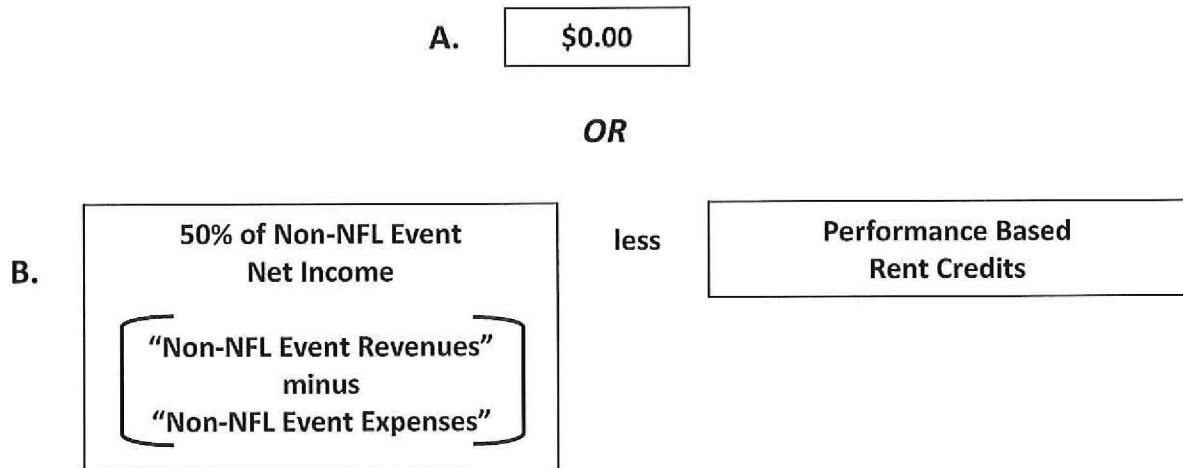 A. $0.00
OR
B.
50% of Non-NFL Event
Net Income
“Non-NFL Event Revenues”
minus
“Non-NFL Event Expenses”
less
Performance Based
Rent Credits